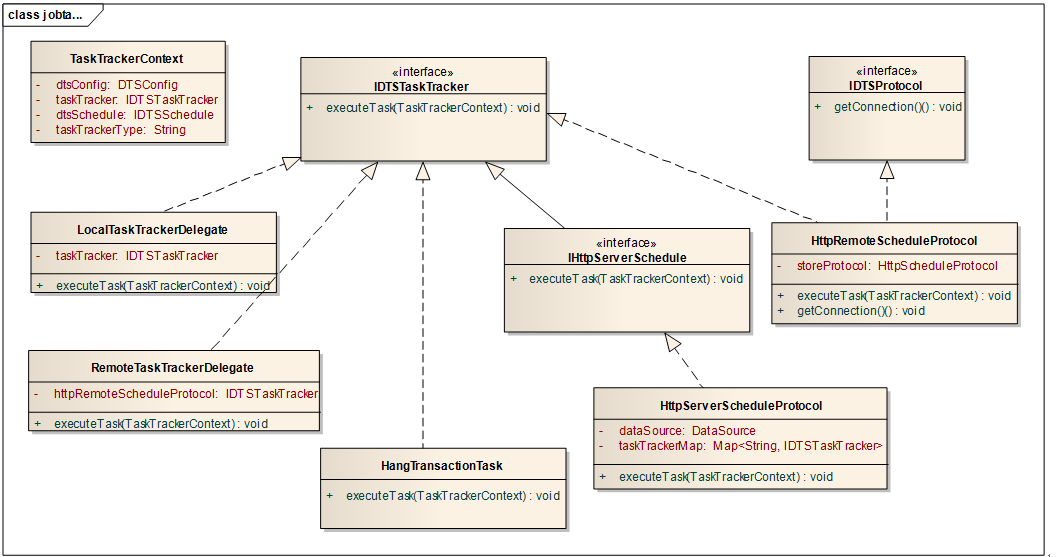 class jobta...
TaskTrackerContext
- dtsConfig: DTSConfig
- taskTracker: IDTSTaskTracker
- dtsSchedule: IDTSSchedule
- taskTrackerType: String
«interface»
IDTSTaskTracker
+ executeTask(TaskTrackerContext) : void
«interface»
IDTSProtocol
+ getConnection()() : void
LocalTaskTrackerDelegate
- taskTracker: IDTSTaskTracker
+ executeTask(TaskTrackerContext) : void
«interface»
IHttpServerSchedule
+ executeTask(TaskTrackerContext) : void
HttpRemoteScheduleProtocol
- storeProtocol: HttpScheduleProtocol
+ executeTask(TaskTrackerContext) : void
+ getConnection()() : void
RemoteTaskTrackerDelegate
- httpRemoteScheduleProtocol: IDTSTaskTracker
+ executeTask(TaskTrackerContext) : void
HttpServerScheduleProtocol
- dataSource: DataSource
- taskTrackerMap: Map<String, IDTSTaskTracker>
+ executeTask(TaskTrackerContext) : void
HangTransactionTask
+ executeTask(TaskTrackerContext) : void